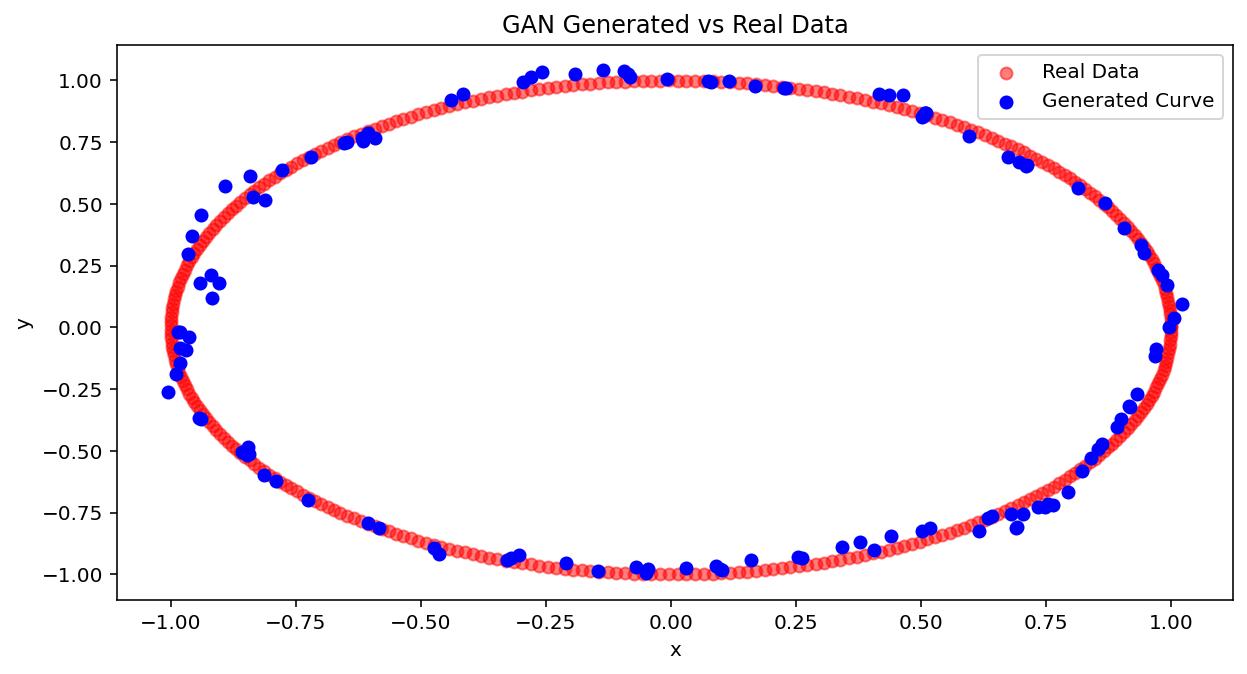 GAN Generated vs Real Data
Real Data
Generated Curve
1.00
0.75
0.50
0.25
0.00
−0.25
−0.50
−0.75
−1.00
y
−1.00 −0.75 −0.50 −0.25 0.00 0.25 0.50 0.75 1.00
x